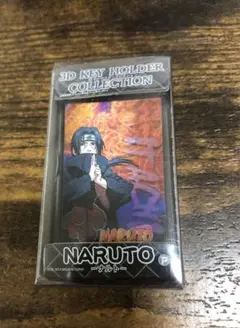 3D KEY HOLDER
COLLECTION
NARUTO
NARUTO
-ナルト-
P